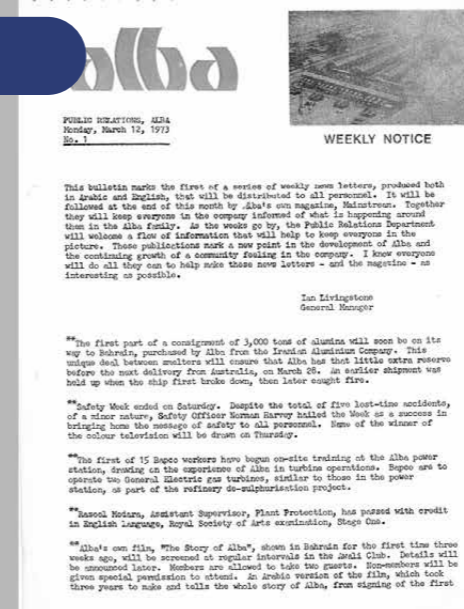 alba
PUBLIC RELATIONS, ALBA
Monday, March 12, 1973
No. 1
WEEKLY NOTICE
This bulletin marks the first of a series of weekly news letters, produced both
in Arabic and English, that will be distributed to all personnel. It will be
followed at the end of this month by Alba's own magazine, Mainstream. Together
they will keep everyone in the company informed of what is happening around
them in the Alba family. As the weeks go by, the Public Relations Department
will welcome a flow of information that will help to keep everyone in the
picture. These publications mark a new point in the development of Alba and
the continuing growth of a community feeling in the company. I know everyone
will do all they can to help make these news letters - and the magazine - as
interesting as possible.
Ian Livingstone
General Manager
**The first part of a consignment of 3,000 tons of alumina will soon be on its
way to Bahrain, purchased by Alba from the Iranian Aluminium Company. This
unique deal between smelters will ensure that Alba has that little extra reserve
before the next delivery from Australia, on March 28. An earlier shipment was
held up when the ship first broke down, then later caught fire.
**Safety Week ended on Saturday. Despite the total of five lost-time accidents,
of a minor nature, Safety Officer Norman Harvey hailed the Week as a success in
bringing home the message of safety to all personnel. Name of the winner of
the colour television will be drawn on Thursday.
**The first of 15 Bapco workers have begun on-site training at the Alba power
station, drawing on the experience of Alba in turbine operations. Bapco are to
operate two General Electric gas turbines, similar to those in the power
station, as part of the refinery de-sulphurisation project.
**Rasool Modara, Assistant Supervisor, Plant Protection, has passed with credit
in English Language, Royal Society of Arts examination, Stage One.
**Alba's own film, "The Story of Alba", shown in Bahrain for the first time three
weeks ago, will be screened at regular intervals in the Awali Club. Details will
be announced later. Members are allowed to take two guests. Non-members will be
given special permission to attend. An Arabic version of the film, which took
three years to make and tells the whole story of Alba, from signing of the first